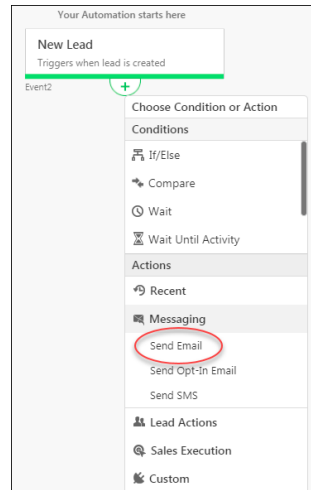 Your Automation starts here
New Lead
Triggers when lead is created
Event2
Choose Condition or Action
Conditions
If/Else
Compare
Wait
Wait Until Activity
Actions
Recent
Messaging
Send Email
Send Opt-In Email
Send SMS
Lead Actions
Sales Execution
Custom